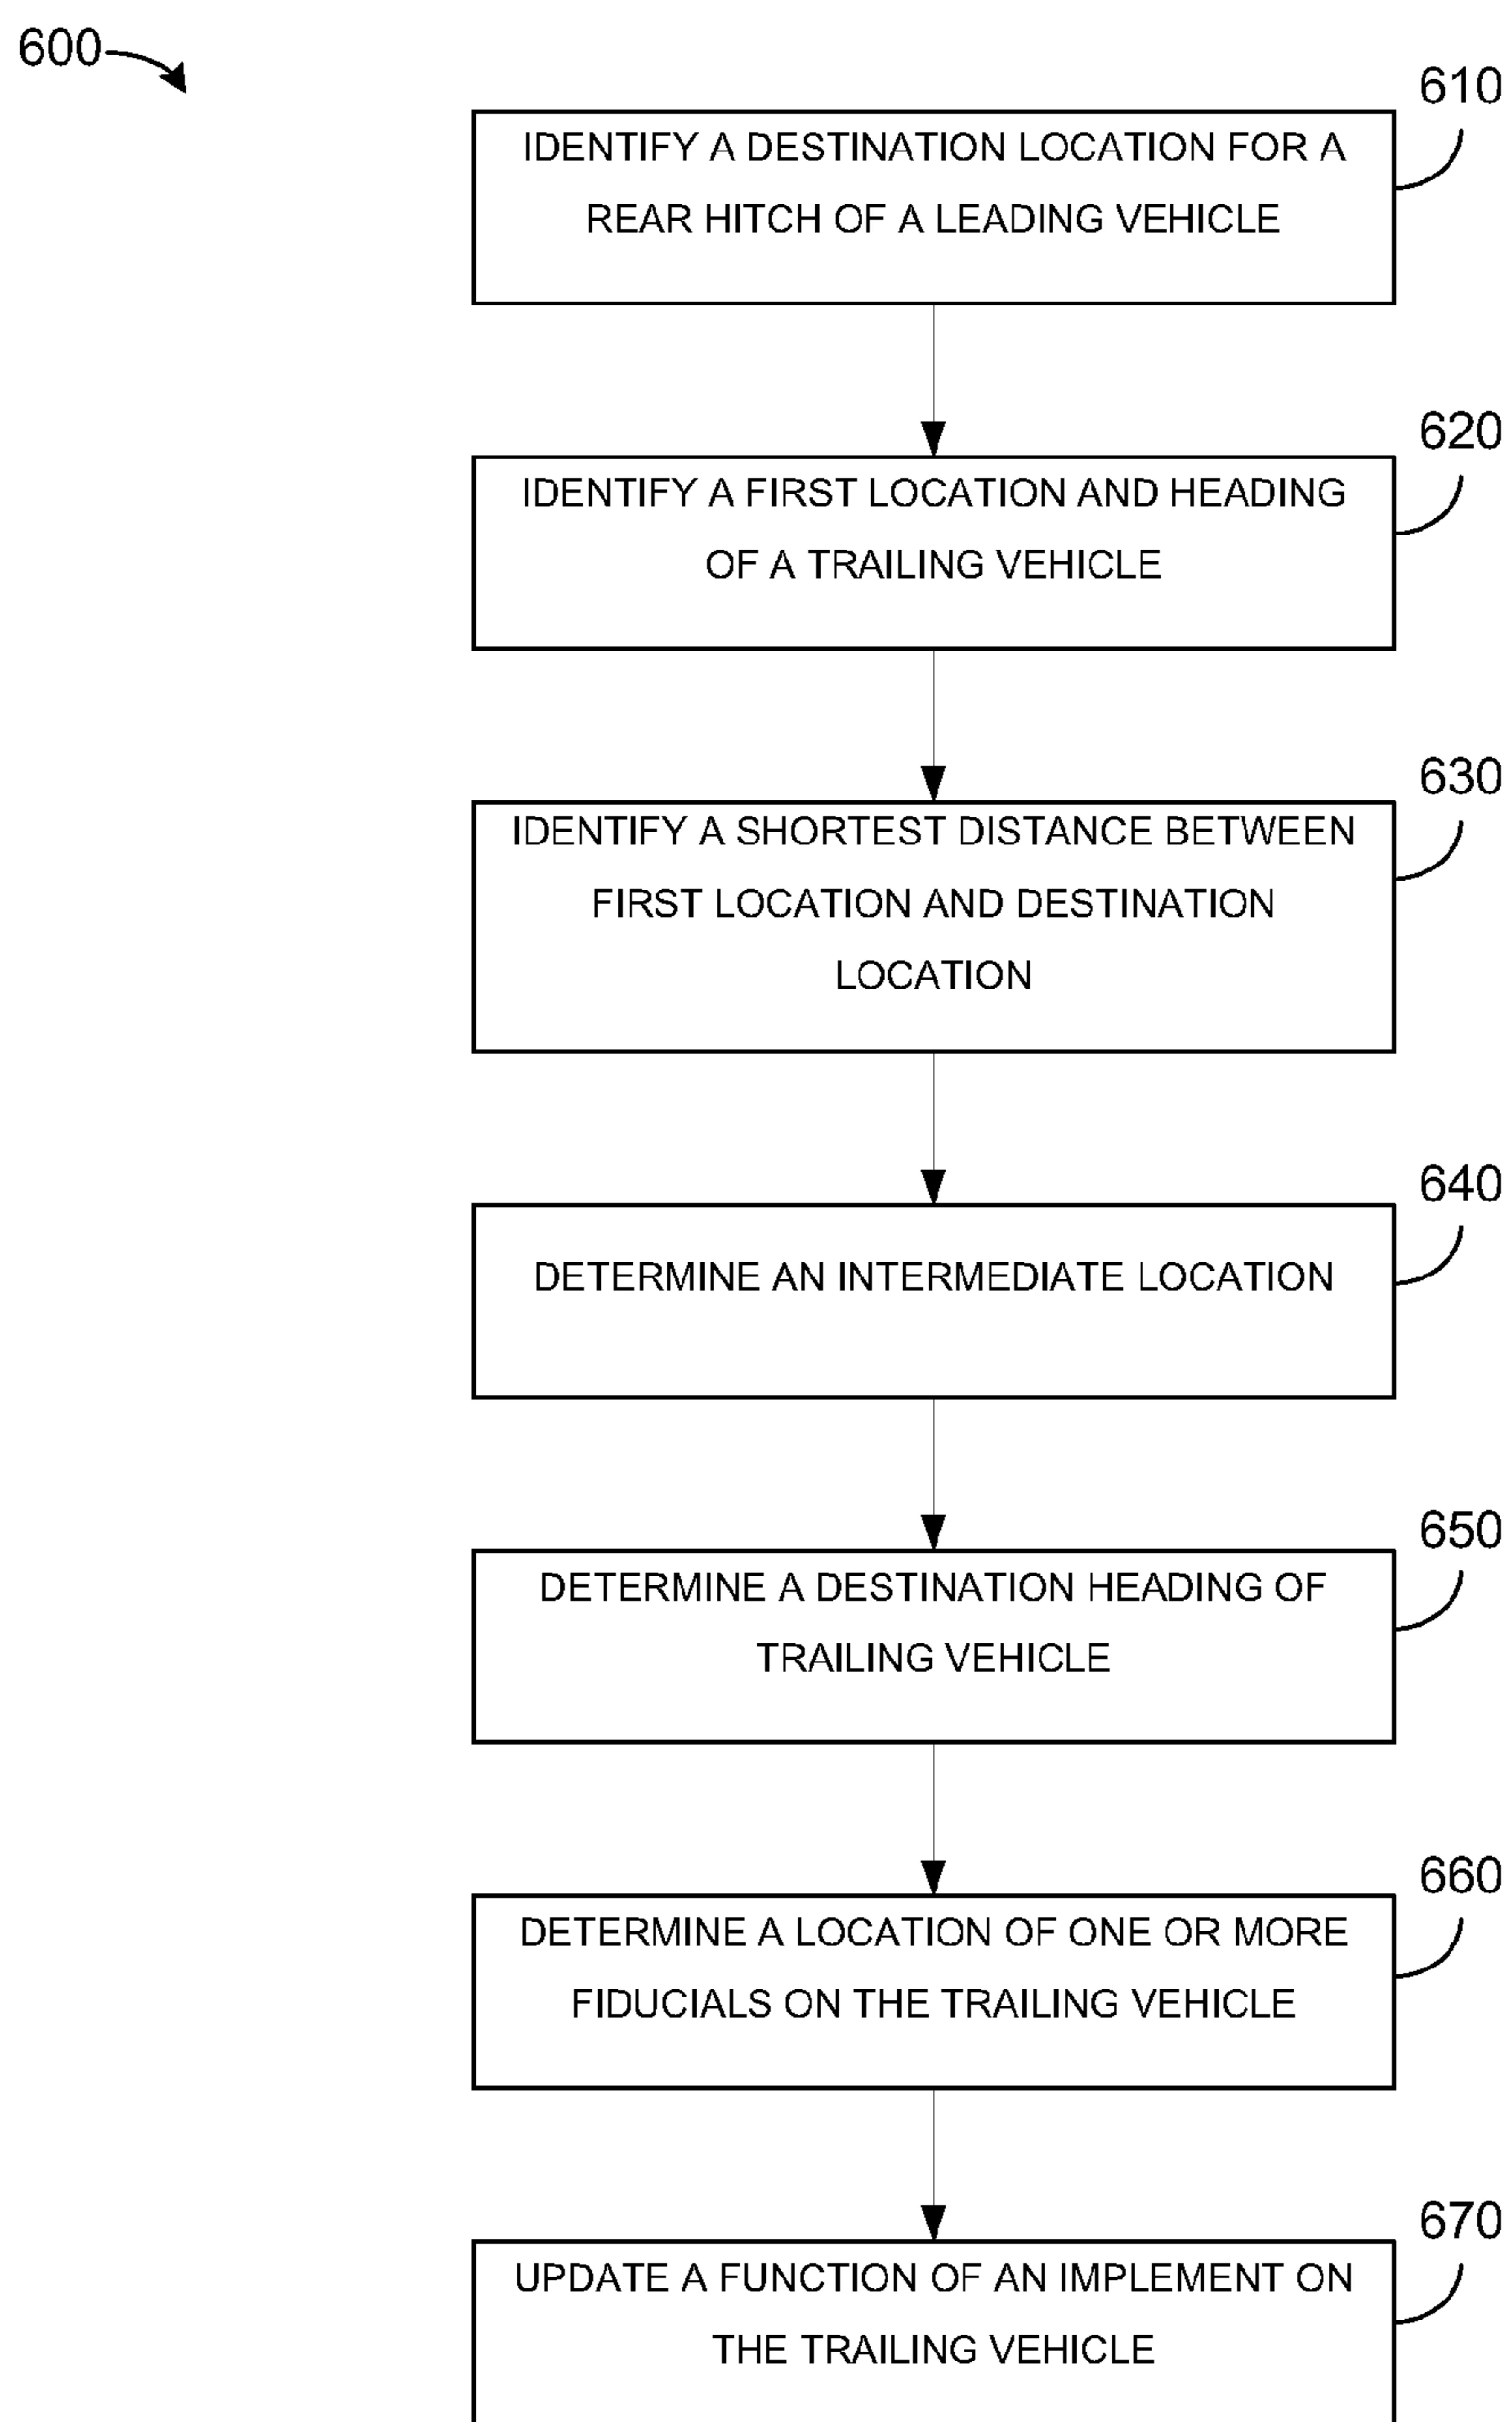 600
610
IDENTIFY A DESTINATION LOCATION FOR A
REAR HITCH OF A LEADING VEHICLE
620
IDENTIFY A FIRST LOCATION AND HEADING
OF A TRAILING VEHICLE
630
IDENTIFY A SHORTEST DISTANCE BETWEEN
FIRST LOCATION AND DESTINATION
LOCATION
640
DETERMINE AN INTERMEDIATE LOCATION
650
DETERMINE A DESTINATION HEADING OF
TRAILING VEHICLE
660
DETERMINE A LOCATION OF ONE OR MORE
FIDUCIALS ON THE TRAILING VEHICLE
670
UPDATE A FUNCTION OF AN IMPLEMENT ON
THE TRAILING VEHICLE